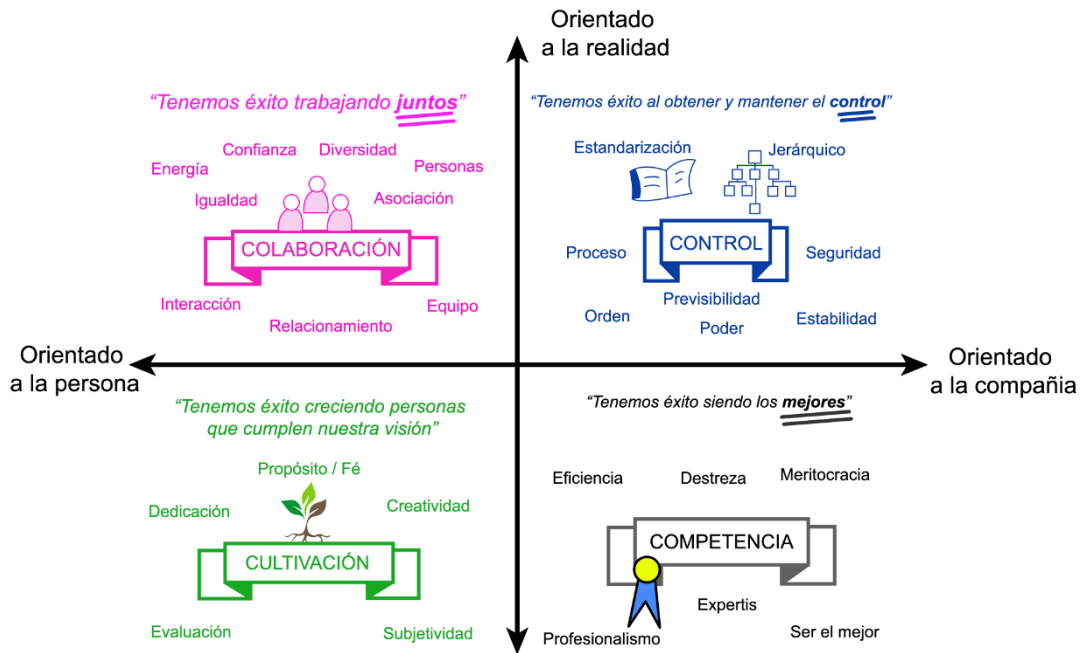 Orientado
a la realidad
“Tenemos éxito trabajando juntos”
Confianza
Diversidad
Energía
Personas
Igualdad
Asociación
COLABORACIÓN
Interacción
Equipo
Relacionamiento
“Tenemos éxito al obtener y mantener el control”
Estandarización
Jerárquico
Proceso
CONTROL
Seguridad
Previsibilidad
Orden
Poder
Estabilidad
Orientado
a la persona
Orientado
a la compañia
“Tenemos éxito creciendo personas
que cumplen nuestra visión”
Propósito / Fé
Dedicación
Creatividad
CULTIVACIÓN
Evaluación
Subjetividad
“Tenemos éxito siendo los mejores”
Eficiencia
Destreza
Meritocracia
COMPETENCIA
Expertis
Profesionalismo
Ser el mejor